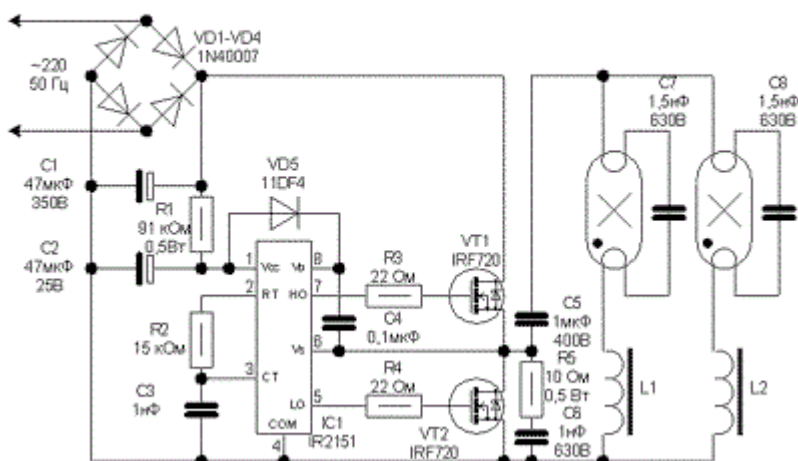 ~220
50 Гц
VD1-VD4
1N40007
C1
47мкФ
350В
R1
91 кОм
0,5Вт
C2
47мкФ
25В
VD5
11DF4
1
Vcc
Vb
8
2
RT
HO
7
R3
22 Ом
VT1
IRF720
C4
0,1мкФ
R2
15 кОм
3
CT
Vs
6
C3
1нФ
LO
5
R4
22 Ом
COM
4
IC1
IR2151
VT2
IRF720
C5
1мкФ
400В
R5
10 Ом
0,5 Вт
C6
1нФ
630В
C7
1,5нФ
630В
C8
1,5нФ
630В
L1
L2